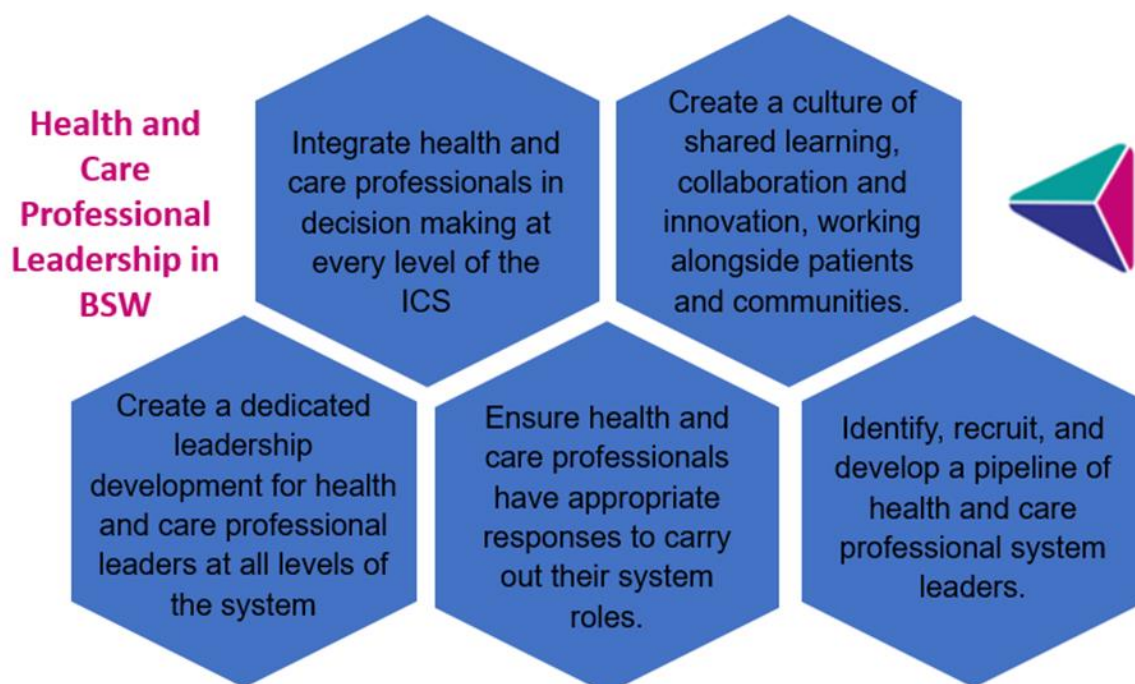 Health and
Care
Professional
Leadership in
BSW
Integrate health and
care professionals in
decision making at
every level of the
ICS
Create a culture of
shared learning,
collaboration and
innovation, working
alongside patients
and communities.
Create a dedicated
leadership
development for health
and care professional
leaders at all levels of
the system
Ensure health and
care professionals
have appropriate
responses to carry
out their system
roles.
Identify, recruit, and
develop a pipeline of
health and care
professional system
leaders.